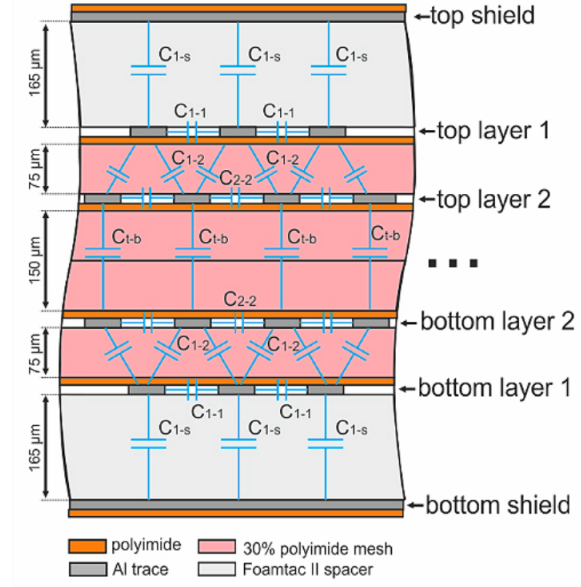 top shield
165 μm
C1-s C1-s C1-s
C1-1 C1-1
top layer 1
75 μm
C1-2 C1-2
C2-2
top layer 2
150 μm
Ct-b Ct-b Ct-b Ct-b
...
C2-2
bottom layer 2
75 μm
C1-2 C1-2
bottom layer 1
C1-1 C1-1
165 μm
C1-s C1-s C1-s
bottom shield
polyimide 30% polyimide mesh
Al trace Foamtac II spacer